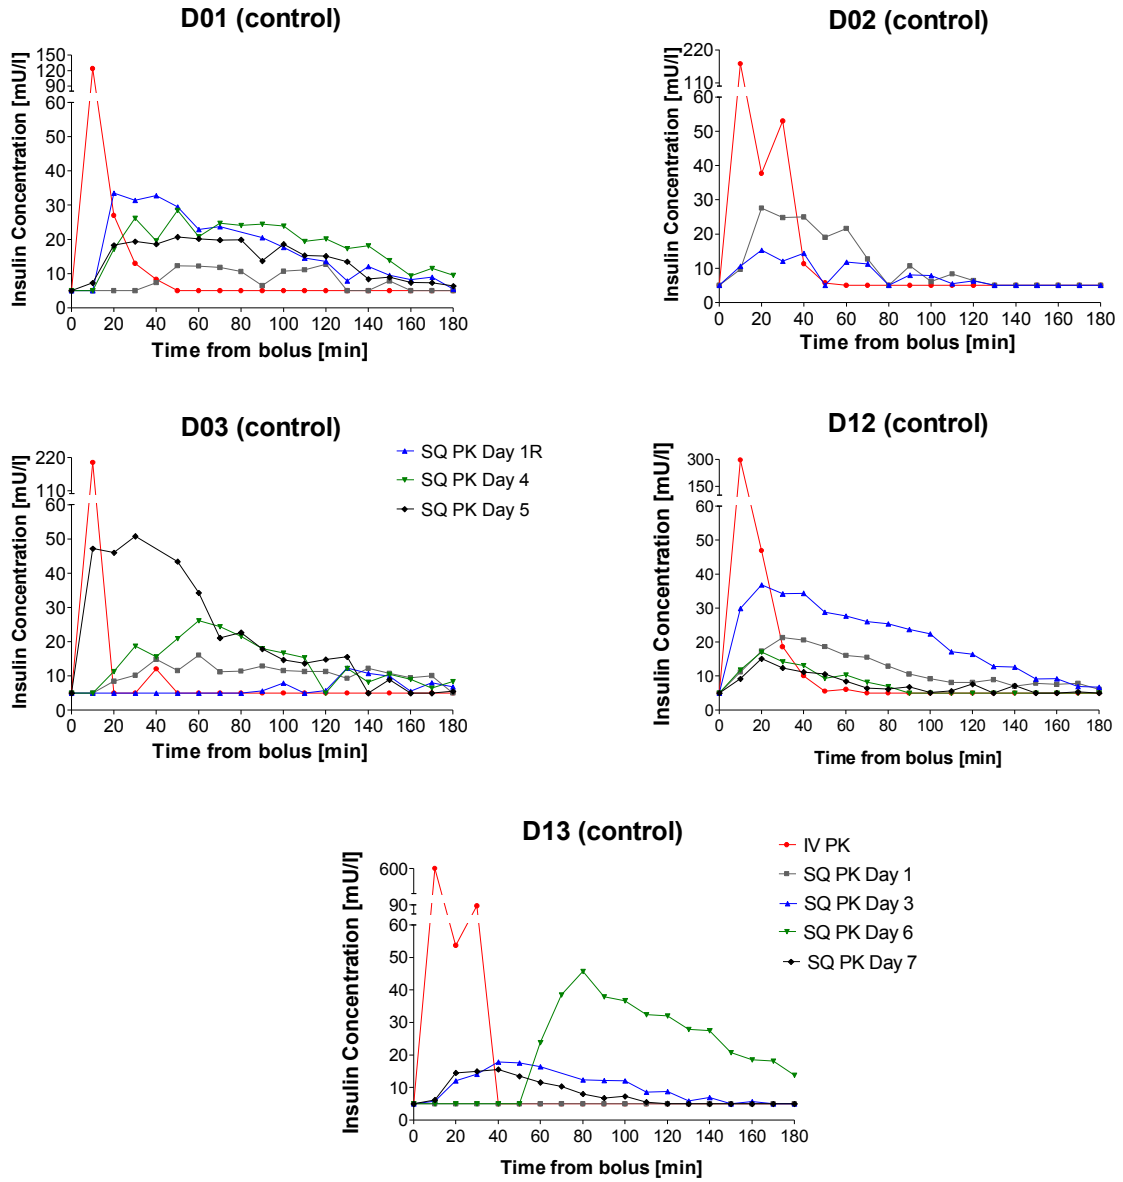 D01 (control)
Insulin Concentration [mU/l]
150
120
90
60
50
40
30
20
10
0
0 20 40 60 80 100 120 140 160 180
Time from bolus [min]
D02 (control)
Insulin Concentration [mU/l]
220
110
60
50
40
30
20
10
0
0 20 40 60 80 100 120 140 160 180
Time from bolus [min]
D03 (control)
SQ PK Day 1R
SQ PK Day 4
SQ PK Day 5
Insulin Concentration [mU/l]
220
110
60
50
40
30
20
10
0
0 20 40 60 80 100 120 140 160 180
Time from bolus [min]
D12 (control)
Insulin Concentration [mU/l]
300
150
60
50
40
30
20
10
0
0 20 40 60 80 100 120 140 160 180
Time from bolus [min]
D13 (control)
IV PK
SQ PK Day 1
SQ PK Day 3
SQ PK Day 6
SQ PK Day 7
Insulin Concentration [mU/l]
600
90
60
50
40
30
20
10
0
0 20 40 60 80 100 120 140 160 180
Time from bolus [min]